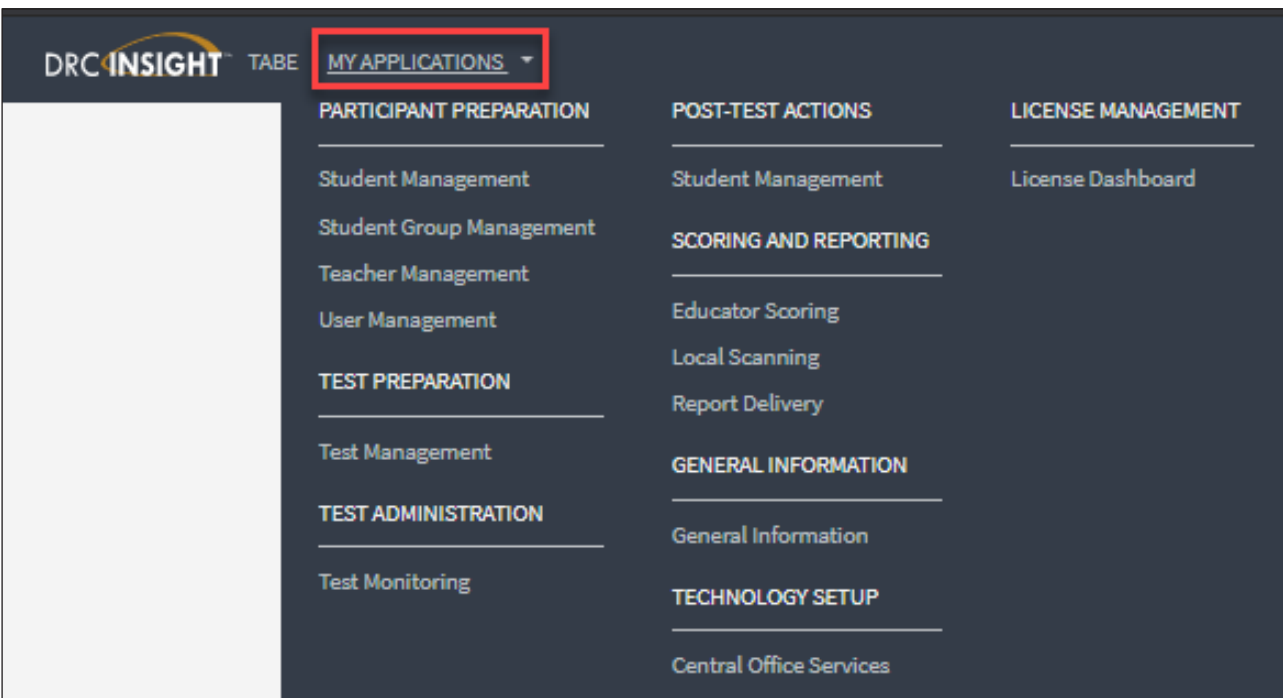 DRC INSIGHT™ TABE MY APPLICATIONS
PARTICIPANT PREPARATION
Student Management
Student Group Management
Teacher Management
User Management
TEST PREPARATION
Test Management
TEST ADMINISTRATION
Test Monitoring
POST-TEST ACTIONS
Student Management
SCORING AND REPORTING
Educator Scoring
Local Scanning
Report Delivery
GENERAL INFORMATION
General Information
TECHNOLOGY SETUP
Central Office Services
LICENSE MANAGEMENT
License Dashboard